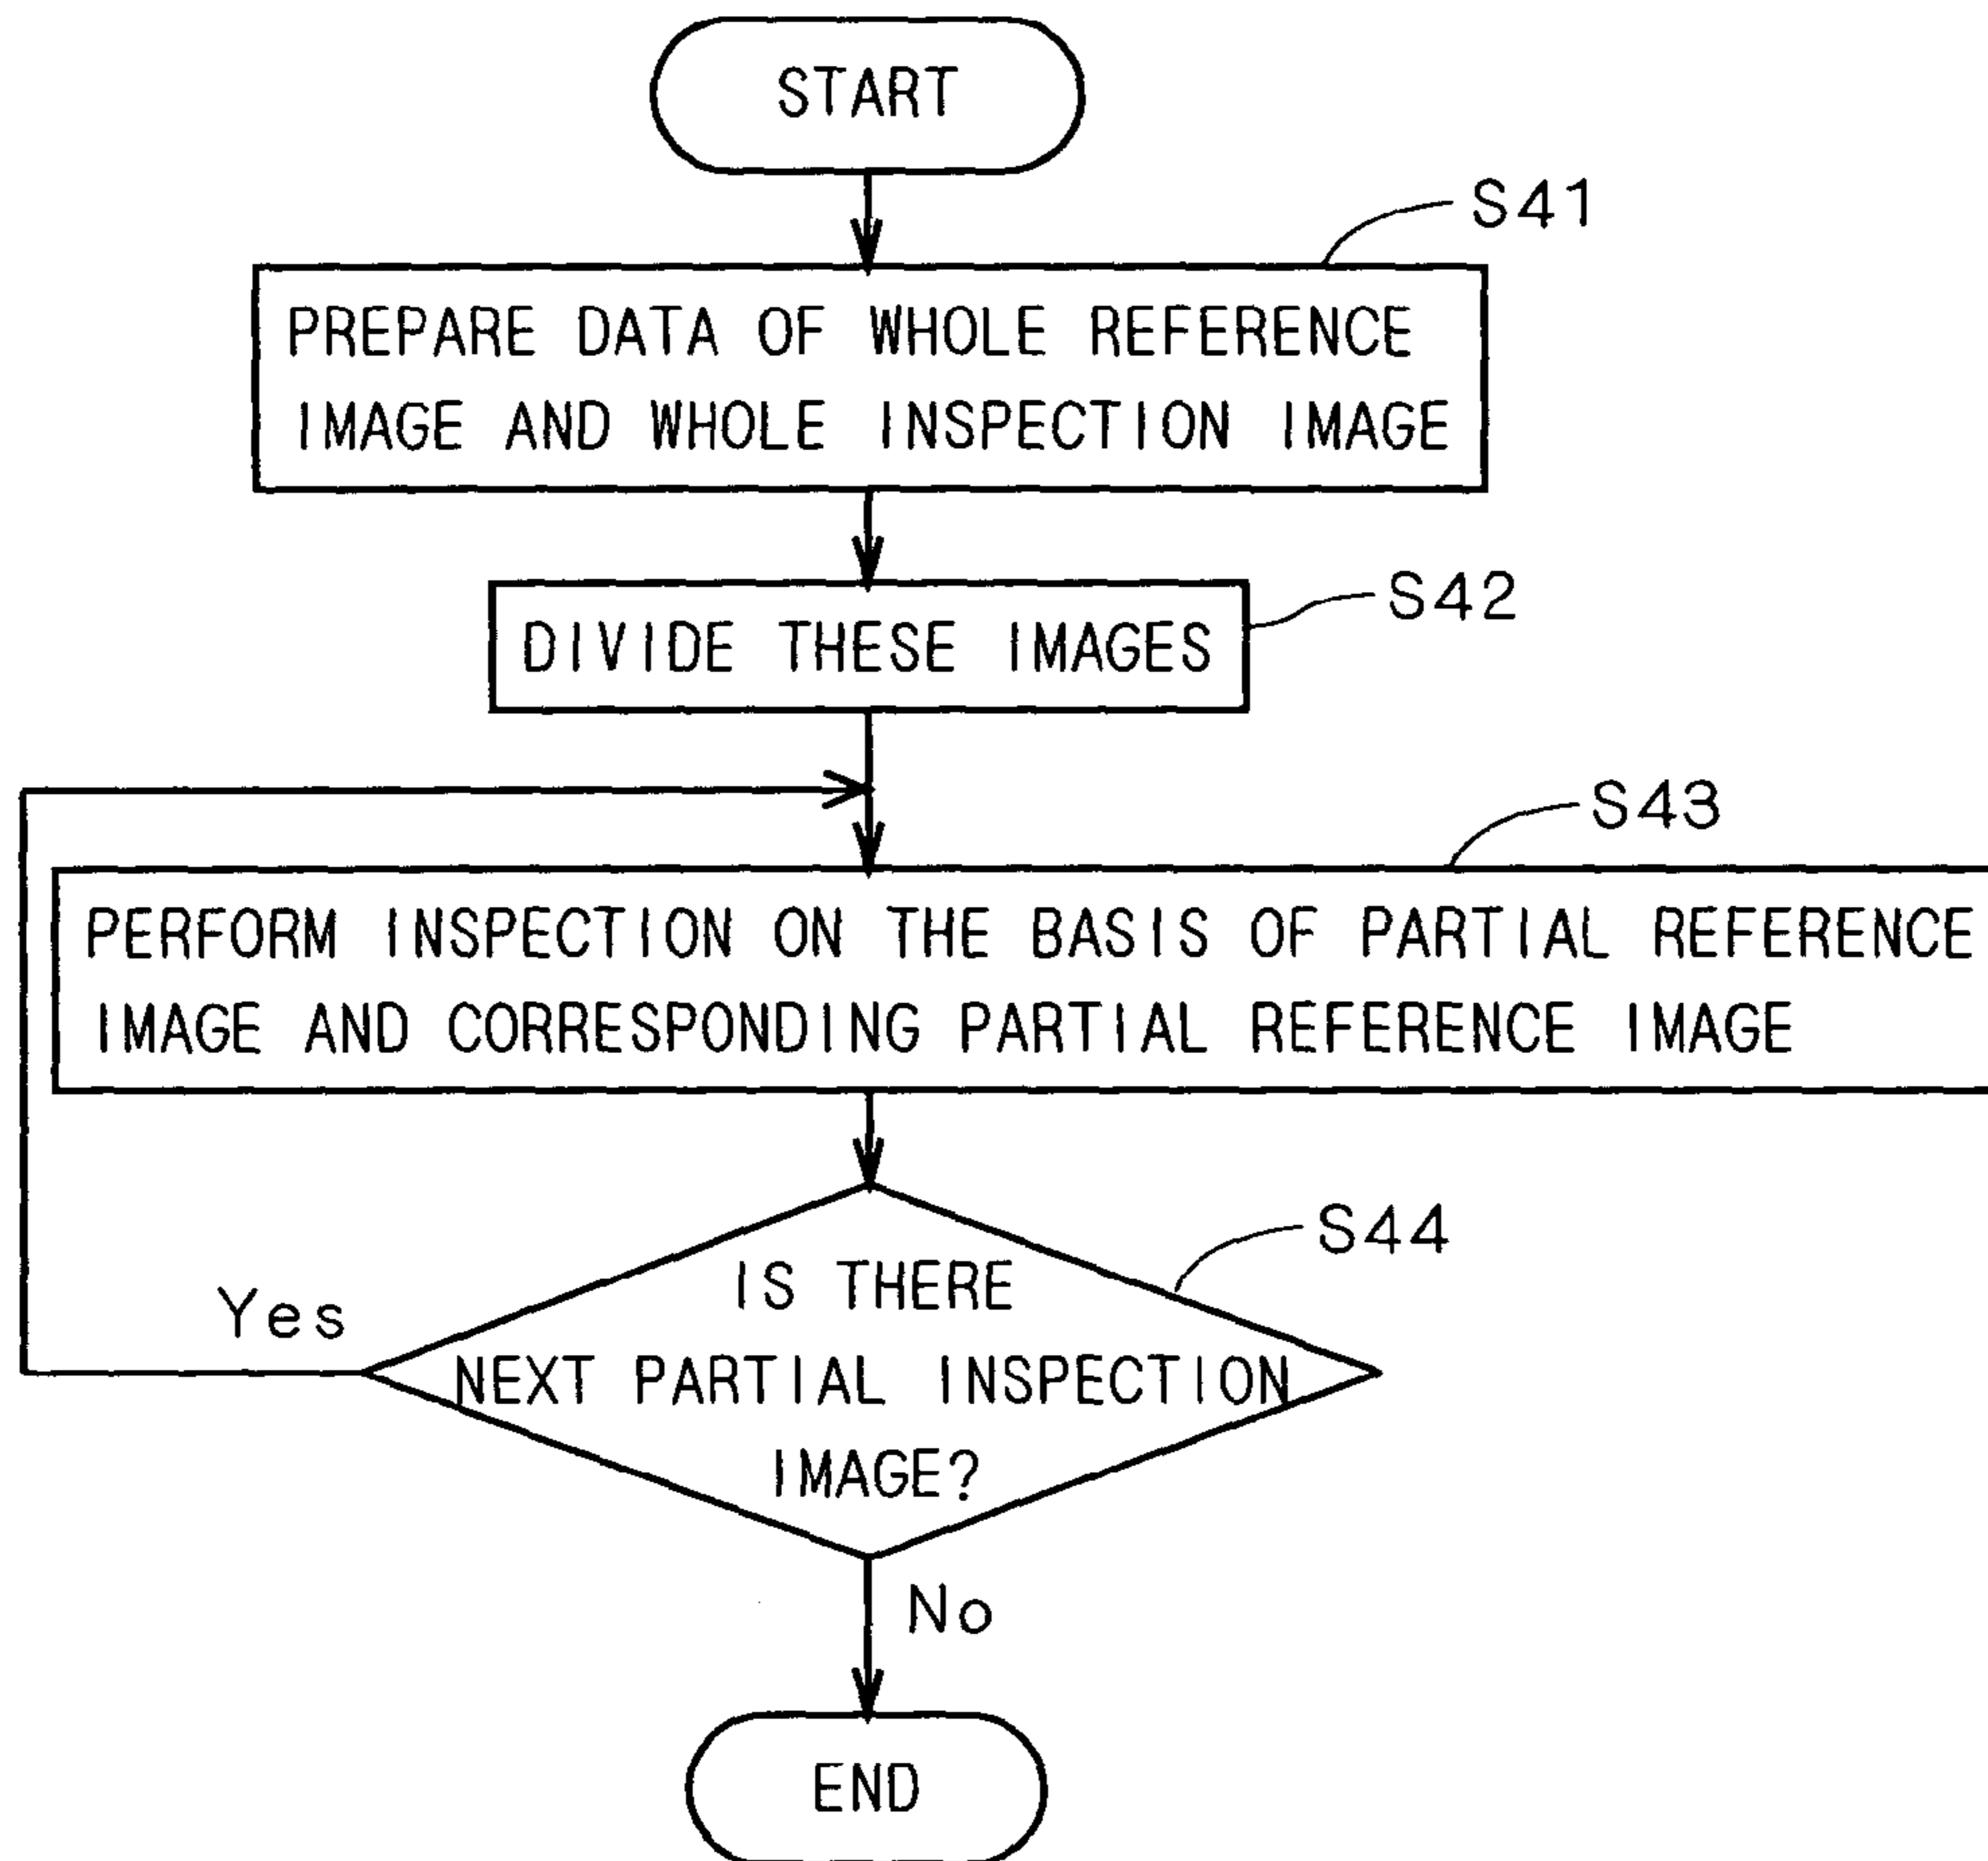 START
S41
PREPARE DATA OF WHOLE REFERENCE
IMAGE AND WHOLE INSPECTION IMAGE
S42
DIVIDE THESE IMAGES
S43
PERFORM INSPECTION ON THE BASIS OF PARTIAL REFERENCE
IMAGE AND CORRESPONDING PARTIAL REFERENCE IMAGE
S44
IS THERE
Yes
NEXT PARTIAL INSPECTION
IMAGE?
No
END